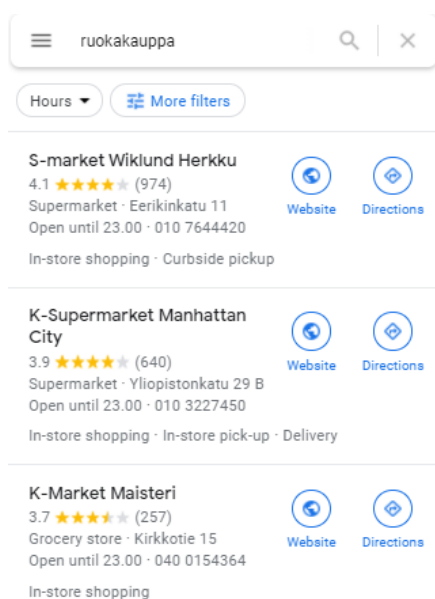 ruokakauppa
Hours
More filters
S-market Wiklund Herkku
4.1 (974)
Supermarket · Eerikinkatu 11
Open until 23.00 · 010 7644420
In-store shopping · Curbside pickup
Website
Directions
K-Supermarket Manhattan
City
3.9 (640)
Supermarket · Yliopistonkatu 29 B
Open until 23.00 · 010 3227450
In-store shopping · In-store pick-up · Delivery
Website
Directions
K-Market Maisteri
3.7 (257)
Grocery store · Kirkkotie 15
Open until 23.00 · 040 0154364
In-store shopping
Website
Directions